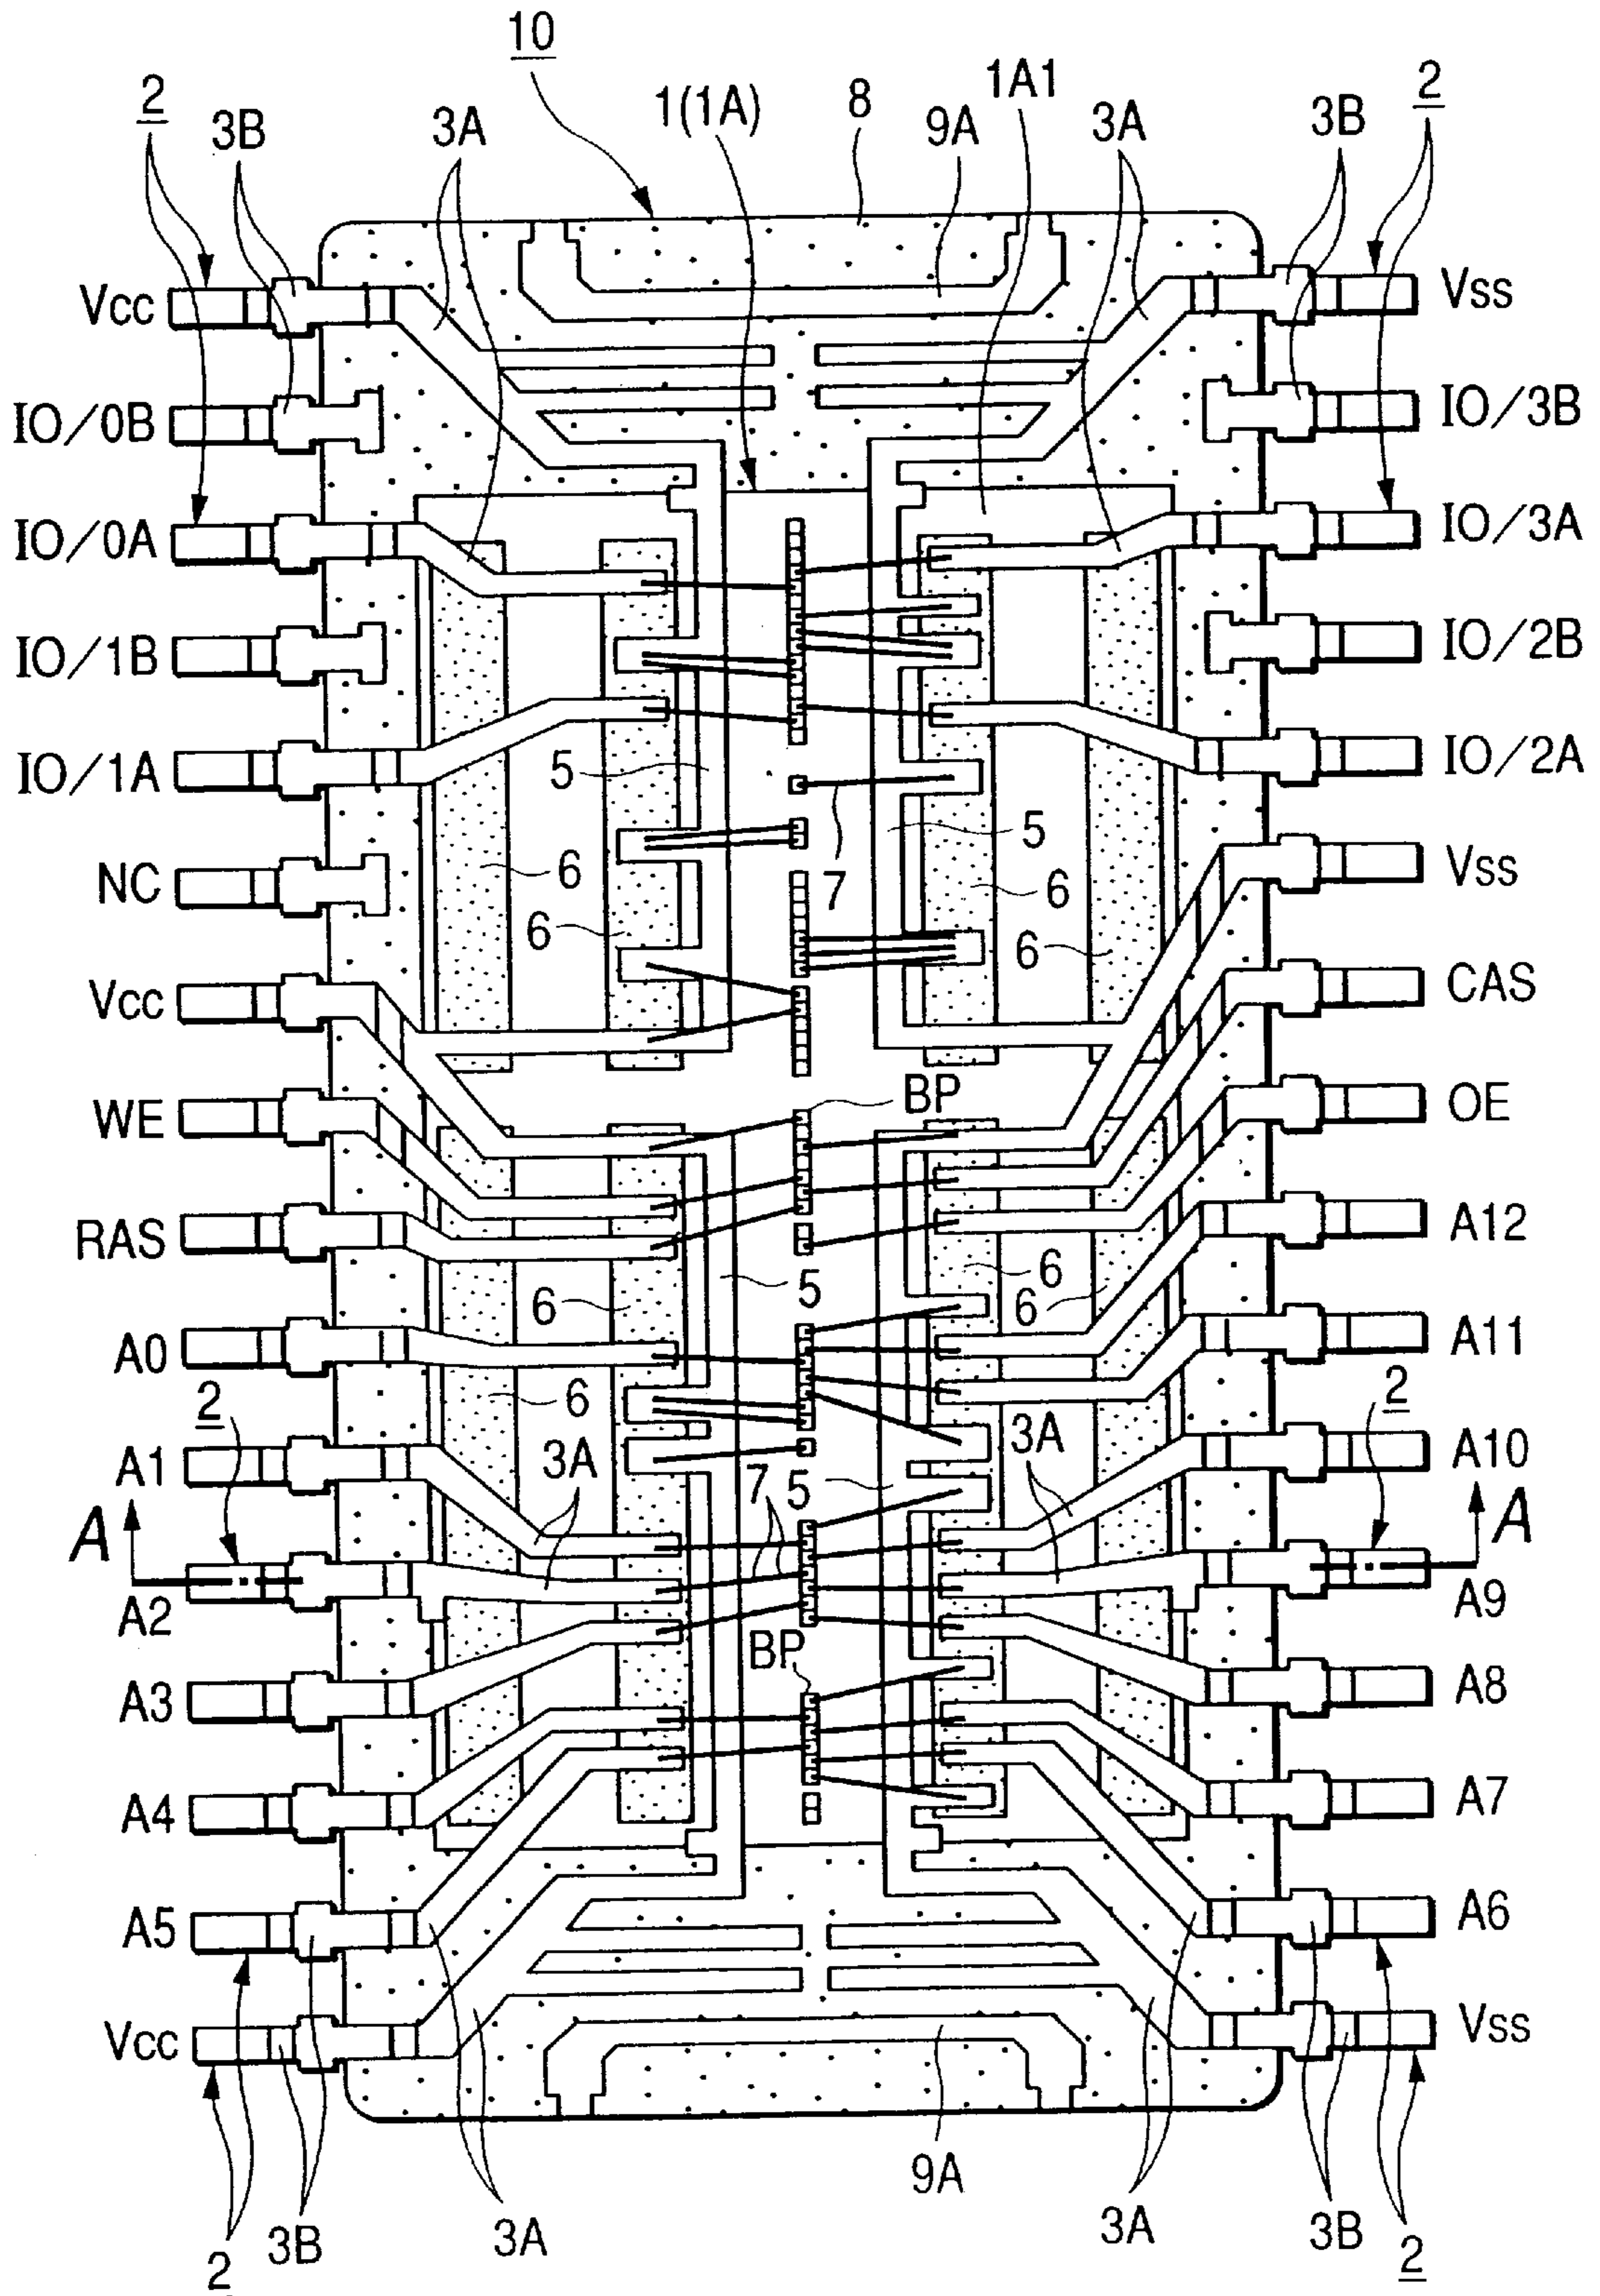 10
2 3B 3A 1(1A) 8 9A 1A1 3A 3B 2
Vcc Vss
IO/0B IO/3B
IO/0A IO/3A
IO/1B IO/2B
IO/1A 5 IO/2A
5
NC 6 7 6 Vss
6 6
Vcc CAS
WE BP OE
RAS A12
6 6 5 6 6
A0 A11
2 6 2
A1 3A 7 5 3A A10
A A
A2 A9
BP
A3 A8
A4 A7
A5 A6
Vcc Vss
9A
2 3B 3A 3A 3B 2